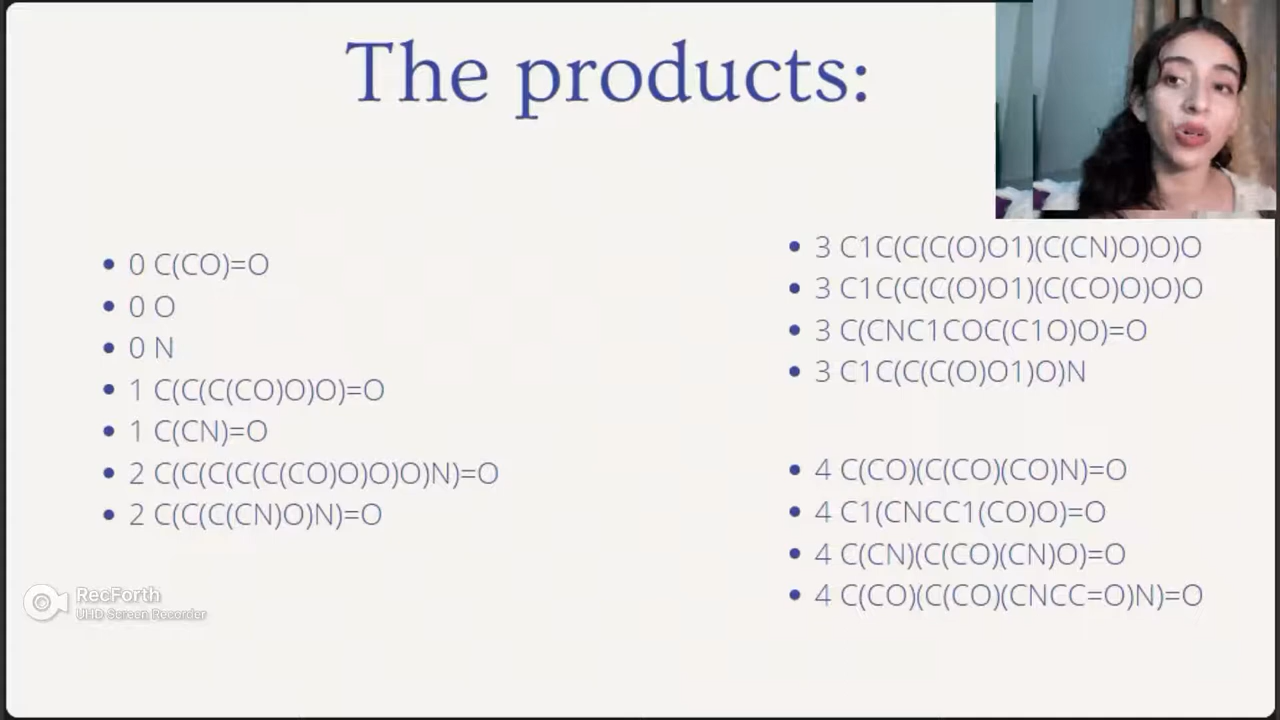 The products:
0 C(CO)=O
0 O
0 N
1 C(C(C(CO)O)O)=O
1 C(CN)=O
2 C(C(C(C(C(CO)O)O)O)N)=O
2 C(C(C(CN)O)N)=O
3 C1C(C(C(O)O1)(C(CN)O)O)O
3 C1C(C(C(O)O1)(C(CO)O)O)O
3 C(CNC1COC(C1O)O)=O
3 C1C(C(C(O)O1)O)N
4 C(CO)(C(CO)(CO)N)=O
4 C1(CNCC1(CO)O)=O
4 C(CN)(C(CO)(CN)O)=O
4 C(CO)(C(CO)(CNCC=O)N)=O
RecForth
UHD Screen Recorder